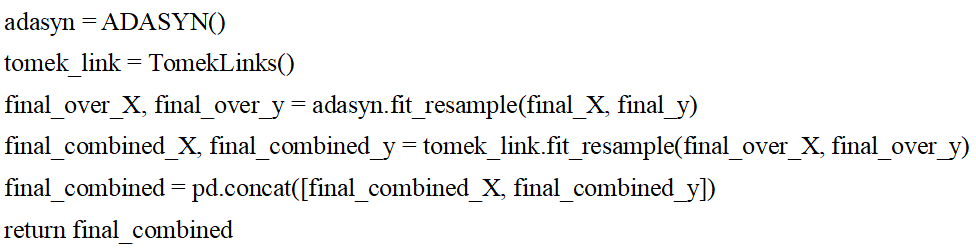 adasyn = ADASYN()
tomek_link = TomekLinks()
final_over_X, final_over_y = adasyn.fit_resample(final_X, final_y)
final_combined_X, final_combined_y = tomek_link.fit_resample(final_over_X, final_over_y)
final_combined = pd.concat([final_combined_X, final_combined_y])
return final_combined